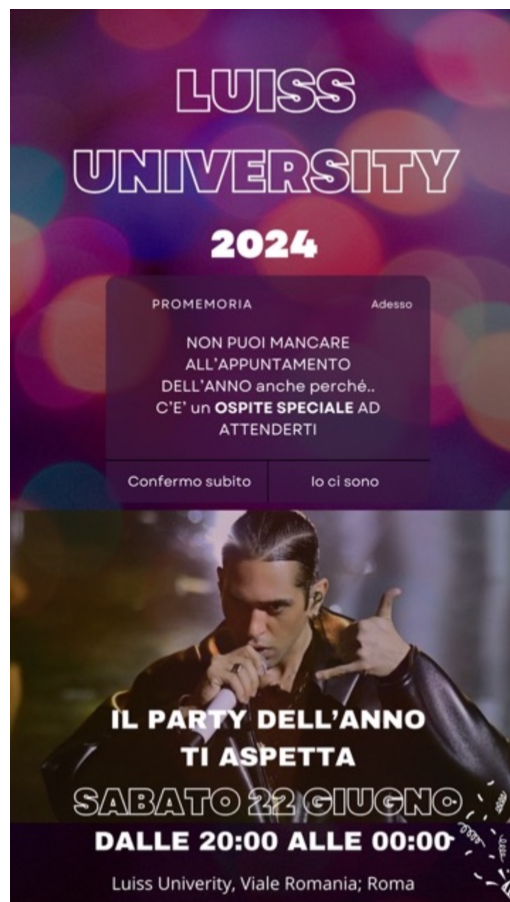 LUISS
UNIVERSITY
2024
PROMEMORIA Adesso
NON PUOI MANCARE
ALL'APPUNTAMENTO
DELL'ANNO anche perché..
C'E' un OSPITE SPECIALE AD
ATTENDERTI
Confermo subito Io ci sono
IL PARTY DELL'ANNO
TI ASPETTA
SABATO 22 GIUGNO
DALLE 20:00 ALLE 00:00
Luiss Univerity, Viale Romania; Roma